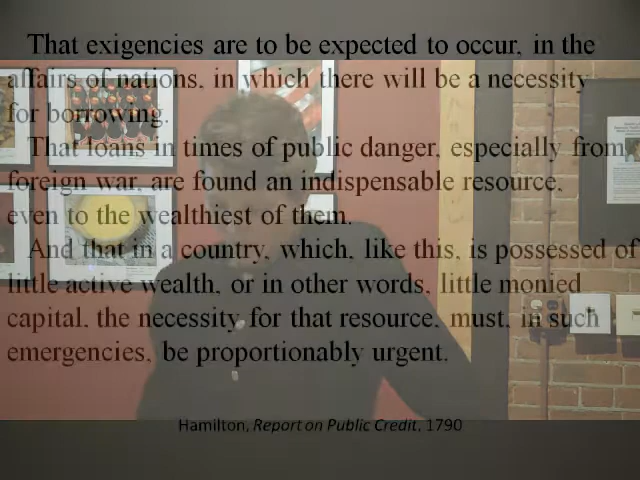 That exigencies are to be expected to occur, in the
affairs of nations, in which there will be a necessity
for borrowing.
That loans in times of public danger, especially from
foreign war, are found an indispensable resource,
even to the wealthiest of them.
And that in a country, which, like this, is possessed of
little active wealth, or in other words, little monied
capital, the necessity for that resource, must, in such
emergencies, be proportionably urgent.
Hamilton, Report on Public Credit, 1790